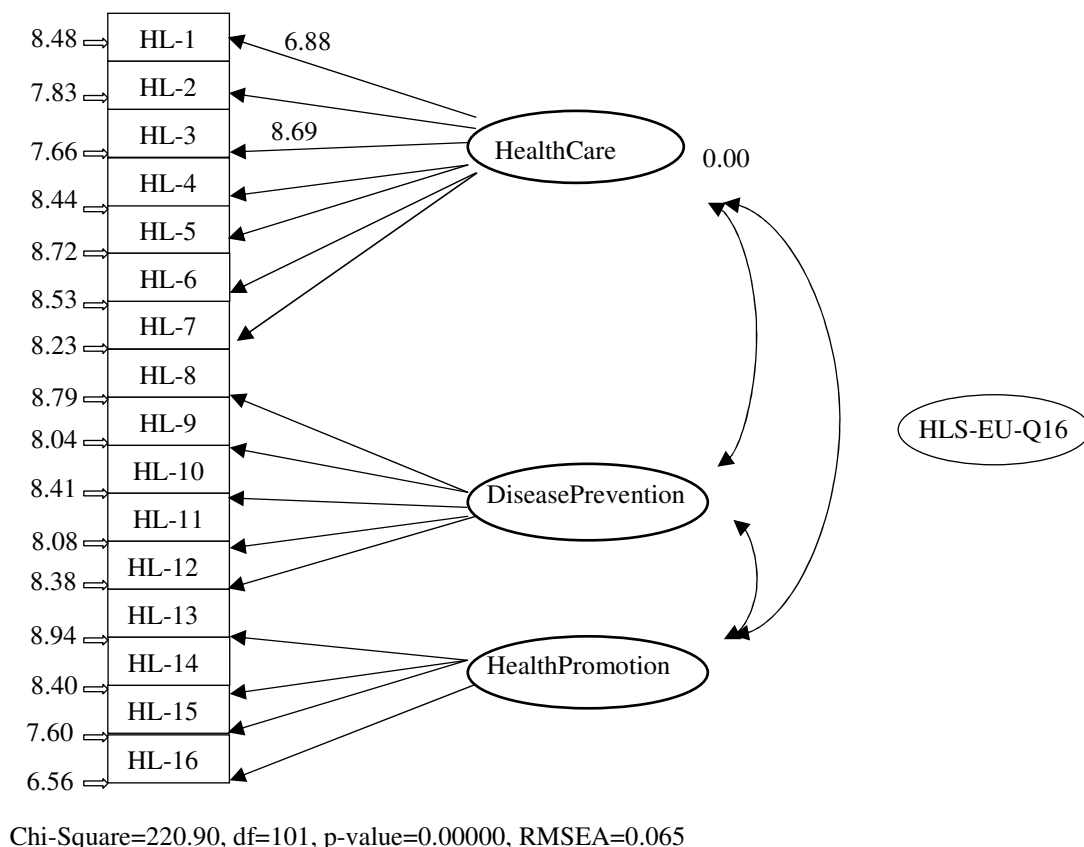 8.48 HL-1 6.88
7.83 HL-2
7.66 HL-3 8.69
HealthCare 0.00
8.44 HL-4
8.72 HL-5
8.53 HL-6
8.23 HL-7
8.79 HL-8
8.04 HL-9
HLS-EU-Q16
8.41 HL-10
DiseasePrevention
8.08 HL-11
8.38 HL-12
8.94 HL-13
8.40 HL-14
HealthPromotion
7.60 HL-15
6.56 HL-16
Chi-Square=220.90, df=101, p-value=0.00000, RMSEA=0.065